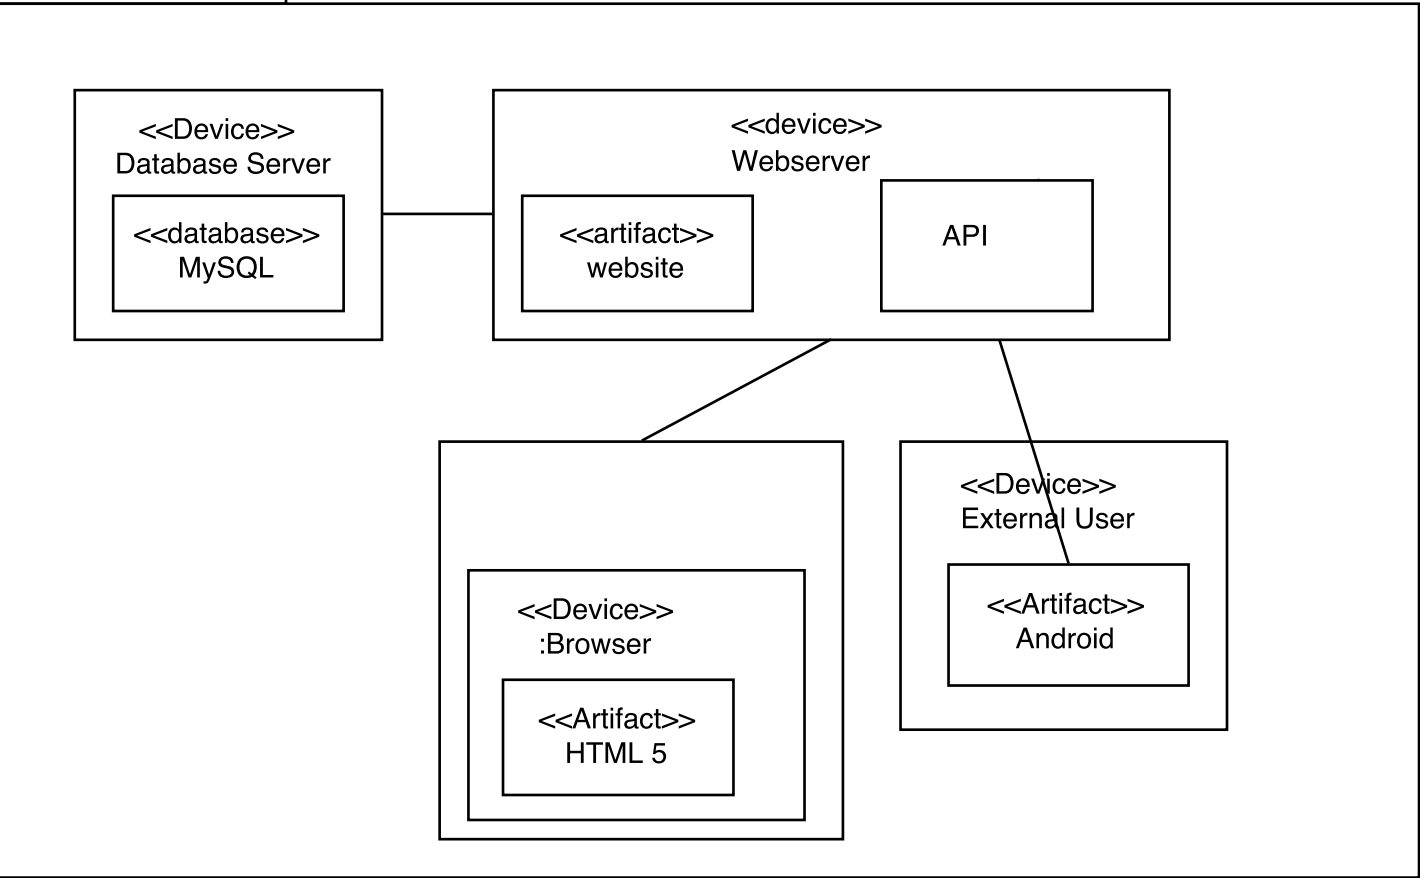 <<Device>>
Database Server
<<database>>
MySQL
<<device>>
Webserver
<<artifact>>
website
API
<<Device>>
:Browser
<<Artifact>>
HTML 5
<<Device>>
External User
<<Artifact>>
Android